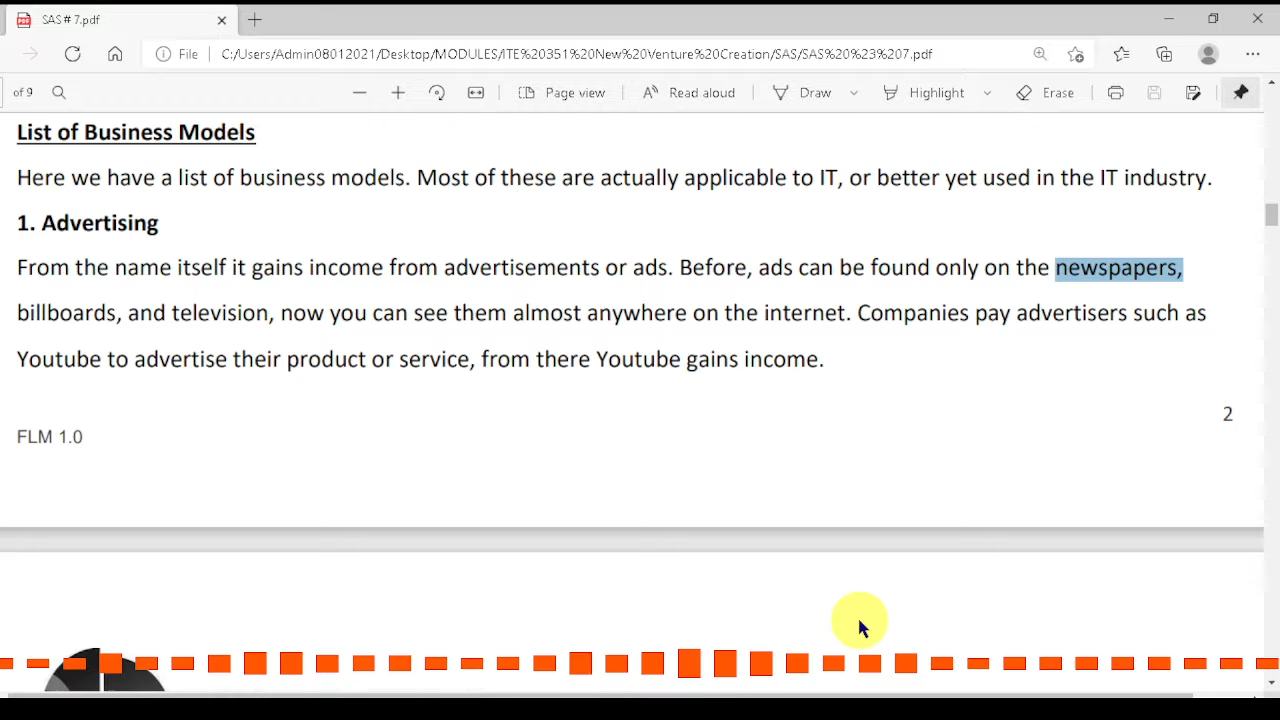 SAS # 7.pdf
File
C:/Users/Admin08012021/Desktop/MODULES/ITE%20351%20New%20Venture%20Creation/SAS/SAS%20%23%207.pdf
of 9
Page view
Read aloud
Draw
Highlight
Erase
List of Business Models
Here we have a list of business models. Most of these are actually applicable to IT, or better yet used in the IT industry.
1. Advertising
From the name itself it gains income from advertisements or ads. Before, ads can be found only on the newspapers,
billboards, and television, now you can see them almost anywhere on the internet. Companies pay advertisers such as
Youtube to advertise their product or service, from there Youtube gains income.
2
FLM 1.0